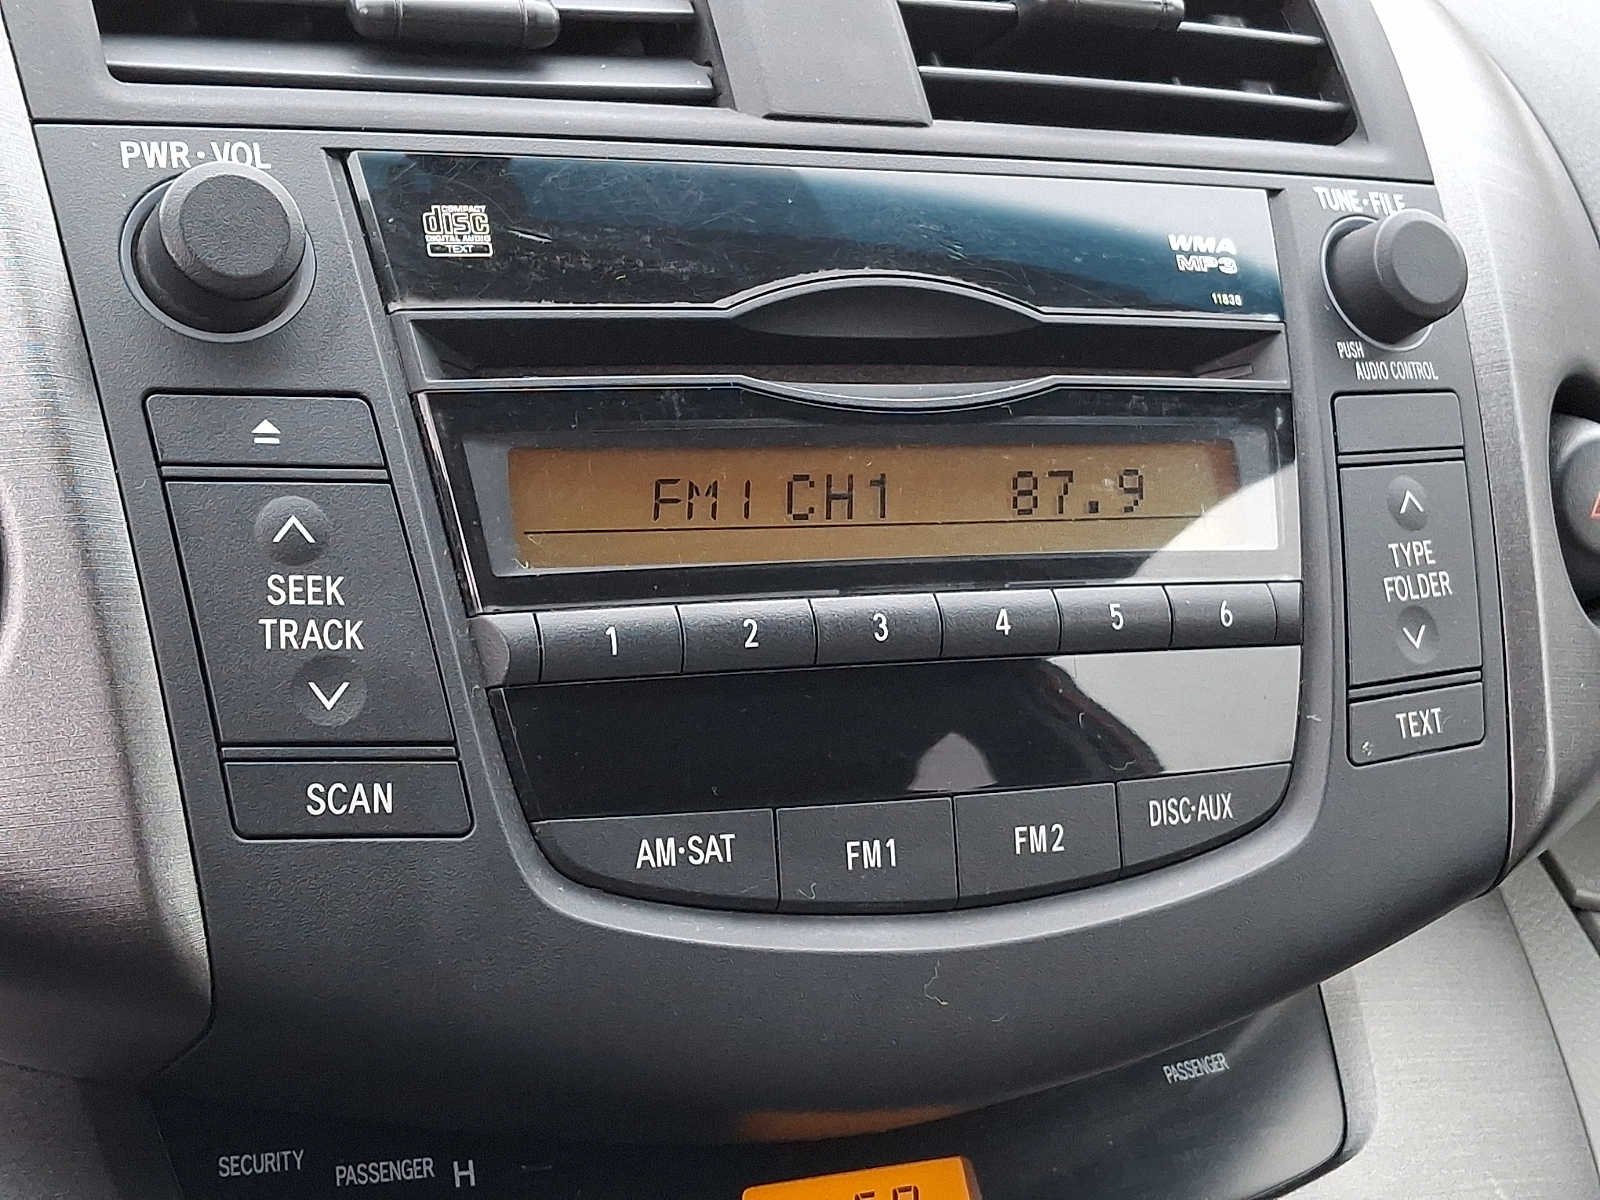 PWR・VOL
COMPACT
disc
DIGITAL AUDIO
TEXT
WMA
MP3
11836
TUNE・FILE
PUSH
AUDIO CONTROL
FM1 CH1 87.9
SEEK
TRACK
TYPE
FOLDER
1 2 3 4 5 6
SCAN
TEXT
AM・SAT FM1 FM2 DISC・AUX
PASSENGER
SECURITY PASSENGER H